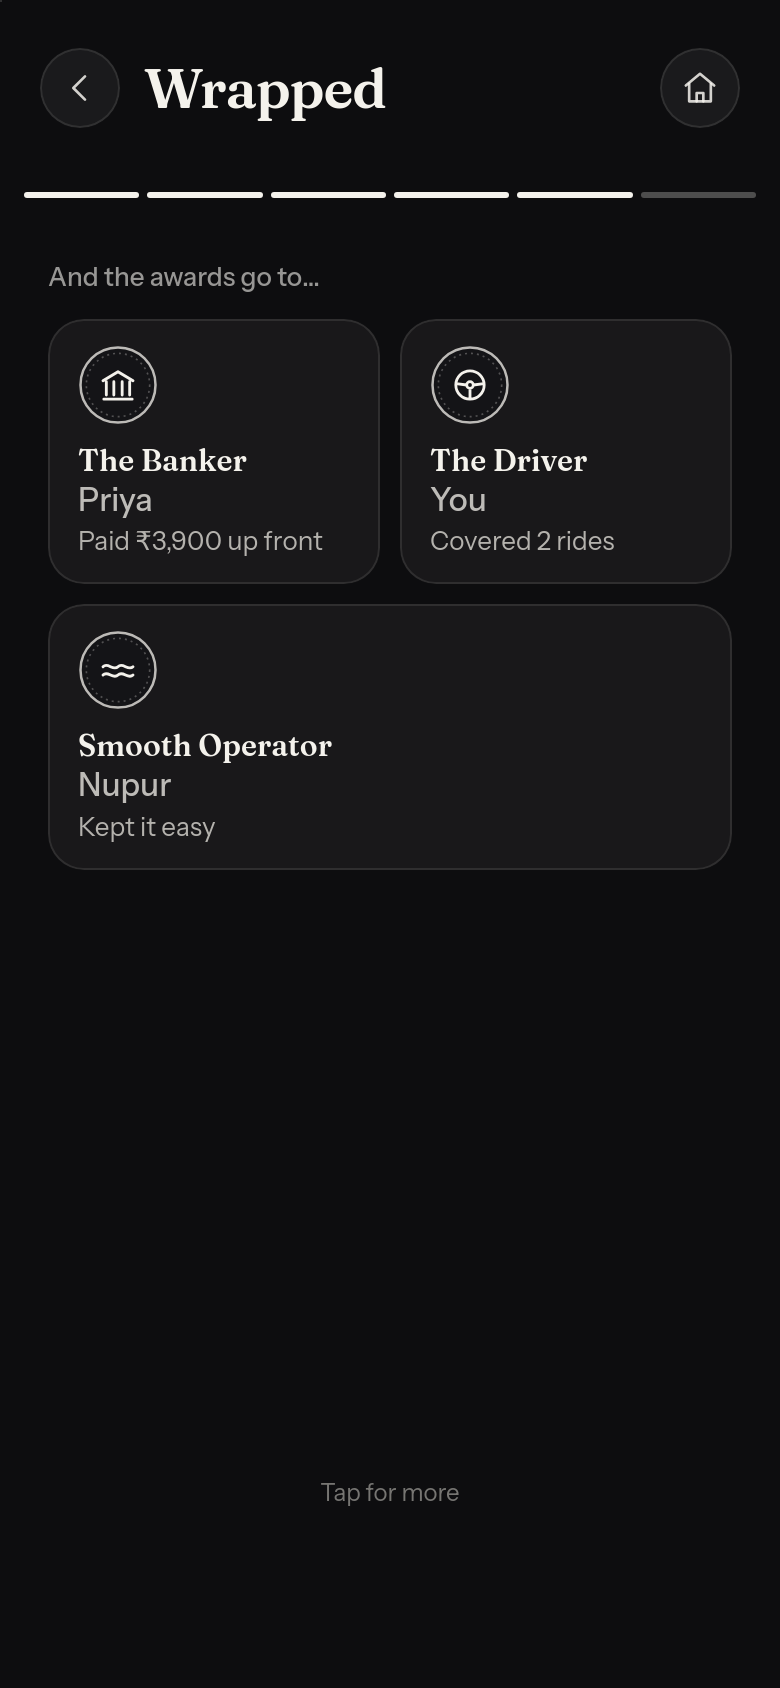 Wrapped
And the awards go to...
The Banker
Priya
Paid ₹3,900 up front
The Driver
You
Covered 2 rides
Smooth Operator
Nupur
Kept it easy
Tap for more